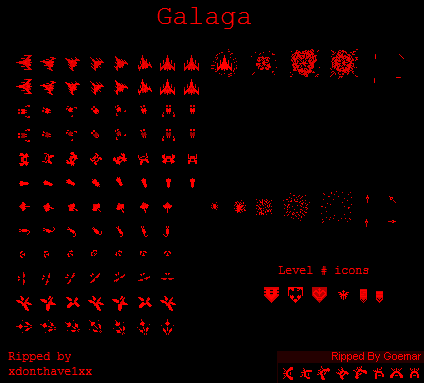 Galaga
Level # icons
Ripped by
xdonthave1xx
Ripped By Goemar